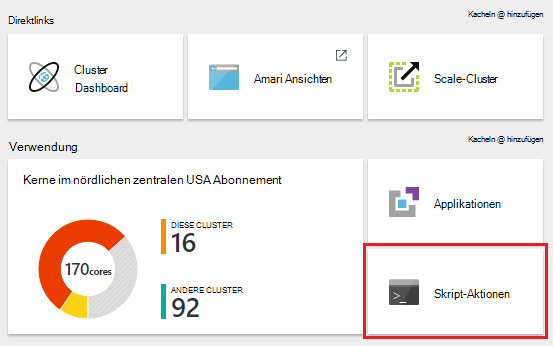 Direktlinks
Kacheln @ hinzufügen
Cluster
Dashboard
Amari Ansichten
Scale-Cluster
Verwendung
Kacheln @ hinzufügen
Kerne im nördlichen zentralen USA Abonnement
170cores
DIESE CLUSTER
16
ANDERE CLUSTER
92
Applikationen
>_
Skript-Aktionen